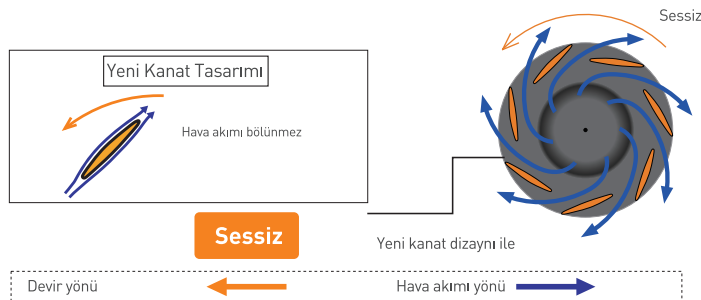 Sessiz
Yeni Kanat Tasarımı
Hava akımı bölünmez
Sessiz
Yeni kanat dizaynı ile
Devir yönü
Hava akımı yönü